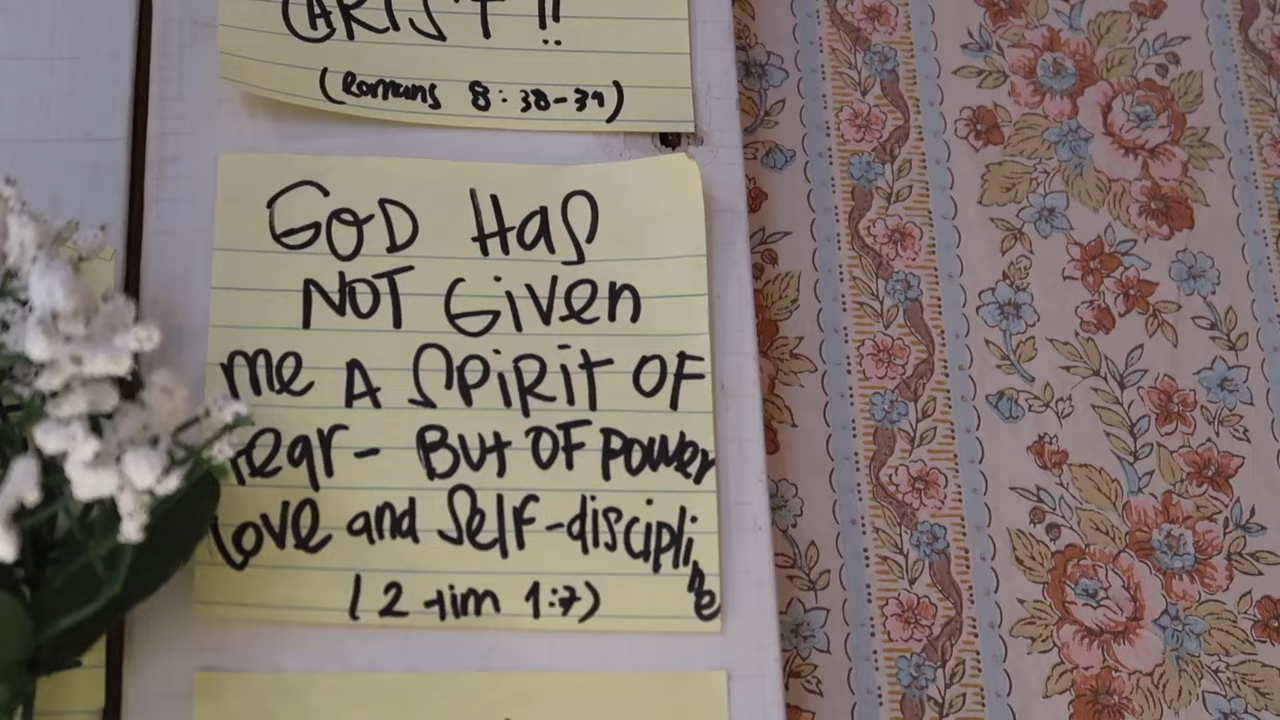 CHRIST!!
(Romans 8:38-39)
GOD HaS
NOT Given
me A SPiRiT OF
Fear- But OF Power
Love and Self-discipline
(2 Tim 1:7)